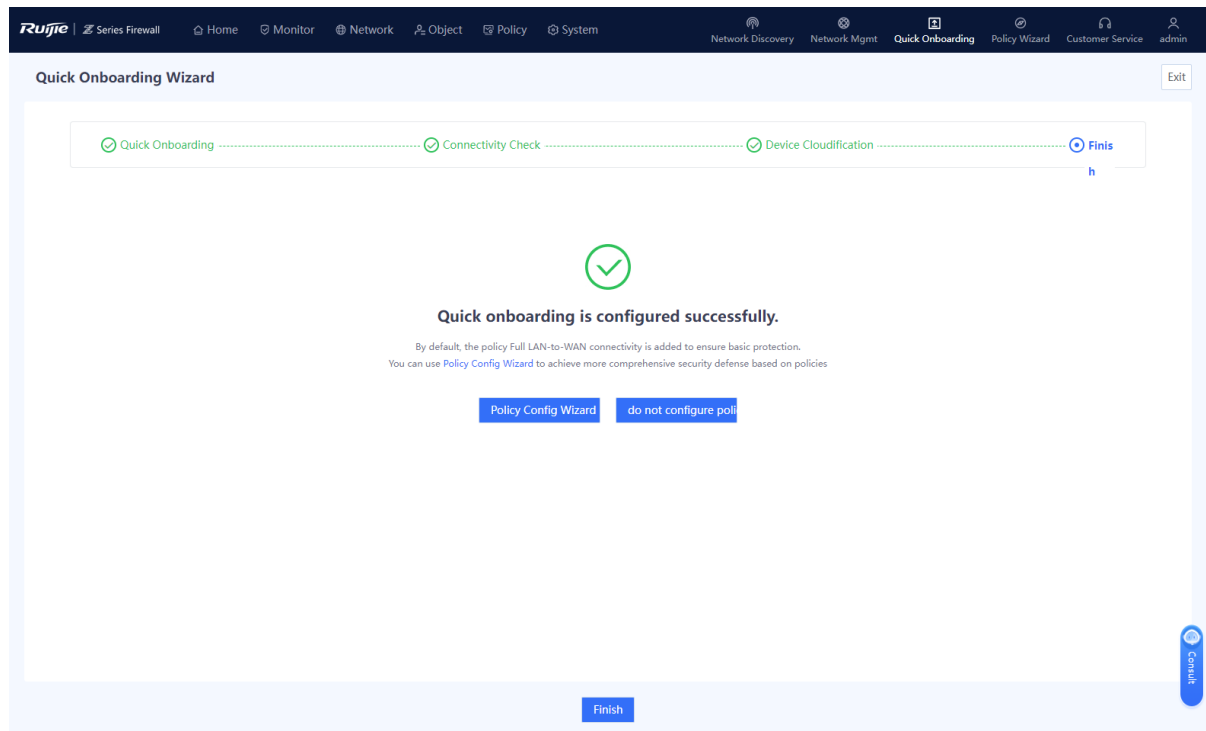 Ruijie | Z Series Firewall Home Monitor Network Object Policy System Network Discovery Network Mgmt Quick Onboarding Policy Wizard Customer Service admin
Quick Onboarding Wizard Exit
Quick Onboarding Connectivity Check Device Cloudification Finis
h
Quick onboarding is configured successfully.
By default, the policy Full LAN-to-WAN connectivity is added to ensure basic protection.
You can use Policy Config Wizard to achieve more comprehensive security defense based on policies
Policy Config Wizard do not configure poli
Consult
Finish